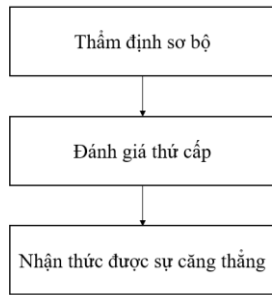 Thẩm định sơ bộ
Đánh giá thứ cấp
Nhận thức được sự căng thẳng